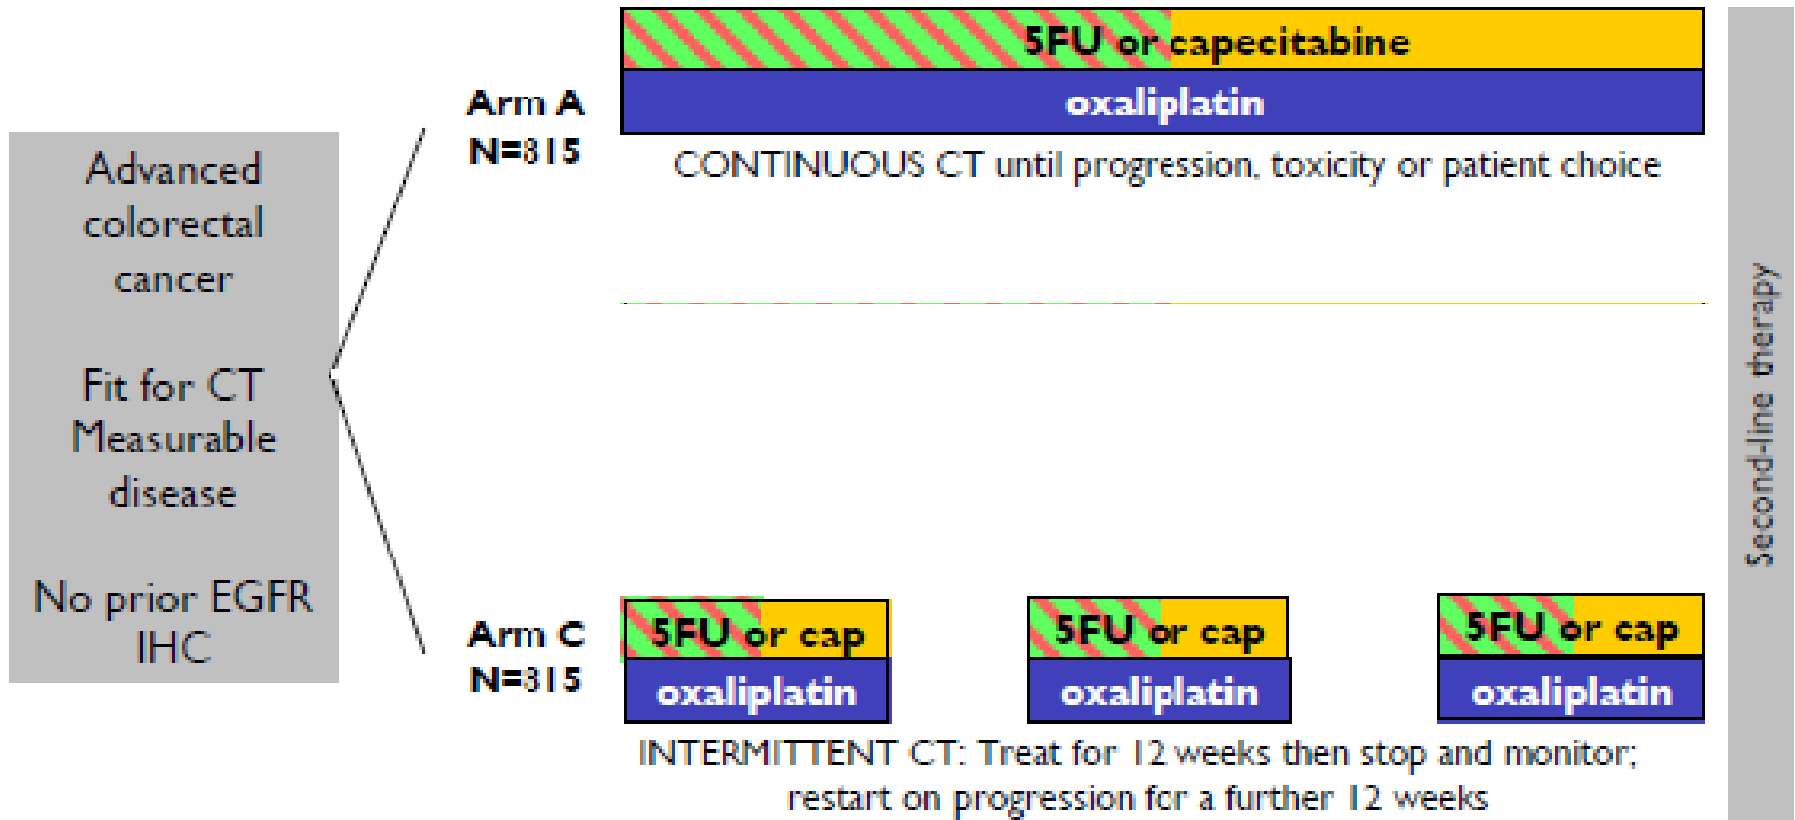 Advanced
colorectal
cancer
Fit for CT
Measurable
disease
No prior EGFR
IHC
Arm A
N=815
5FU or capecitabine
oxaliplatin
CONTINUOUS CT until progression, toxicity or patient choice
Arm C
N=815
5FU or cap
oxaliplatin
5FU or cap
oxaliplatin
5FU or cap
oxaliplatin
INTERMITTENT CT: Treat for 12 weeks then stop and monitor;
restart on progression for a further 12 weeks
Second-line therapy